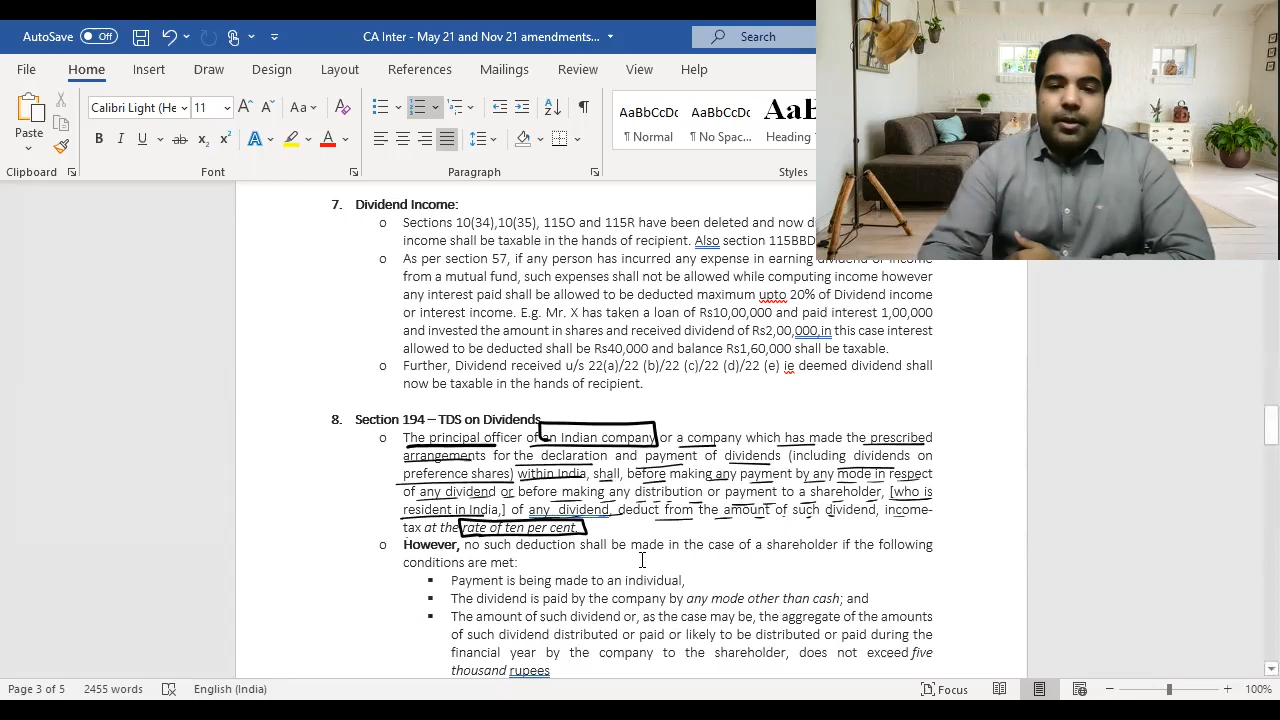 AutoSave Off CA Inter - May 21 and Nov 21 amendments... Search
File Home Insert Draw Design Layout References Mailings Review View Help
Paste Calibri Light (He 11 AaBbCcDc AaBbCcDc AaB
B I U ab x₂ x² A A ¶ Normal ¶ No Spac... Heading
Clipboard Font Paragraph Styles
7. Dividend Income:
o Sections 10(34),10(35), 115O and 115R have been deleted and now d
income shall be taxable in the hands of recipient. Also section 115BBD
o As per section 57, if any person has incurred any expense in earning dividend or income
from a mutual fund, such expenses shall not be allowed while computing income however
any interest paid shall be allowed to be deducted maximum upto 20% of Dividend income
or interest income. E.g. Mr. X has taken a loan of Rs10,00,000 and paid interest 1,00,000
and invested the amount in shares and received dividend of Rs2,00,000,in this case interest
allowed to be deducted shall be Rs40,000 and balance Rs1,60,000 shall be taxable.
o Further, Dividend received u/s 22(a)/22 (b)/22 (c)/22 (d)/22 (e) ie deemed dividend shall
now be taxable in the hands of recipient.
8. Section 194 – TDS on Dividends
o The principal officer of an Indian company or a company which has made the prescribed
arrangements for the declaration and payment of dividends (including dividends on
preference shares) within India, shall, before making any payment by any mode in respect
of any dividend or before making any distribution or payment to a shareholder, [who is
resident in India,] of any dividend, deduct from the amount of such dividend, income-
tax at the rate of ten per cent.
o However, no such deduction shall be made in the case of a shareholder if the following
conditions are met:
▪ Payment is being made to an individual,
▪ The dividend is paid by the company by any mode other than cash; and
▪ The amount of such dividend or, as the case may be, the aggregate of the amounts
of such dividend distributed or paid or likely to be distributed or paid during the
financial year by the company to the shareholder, does not exceed five
thousand rupees
Page 3 of 5 2455 words English (India) Focus 100%